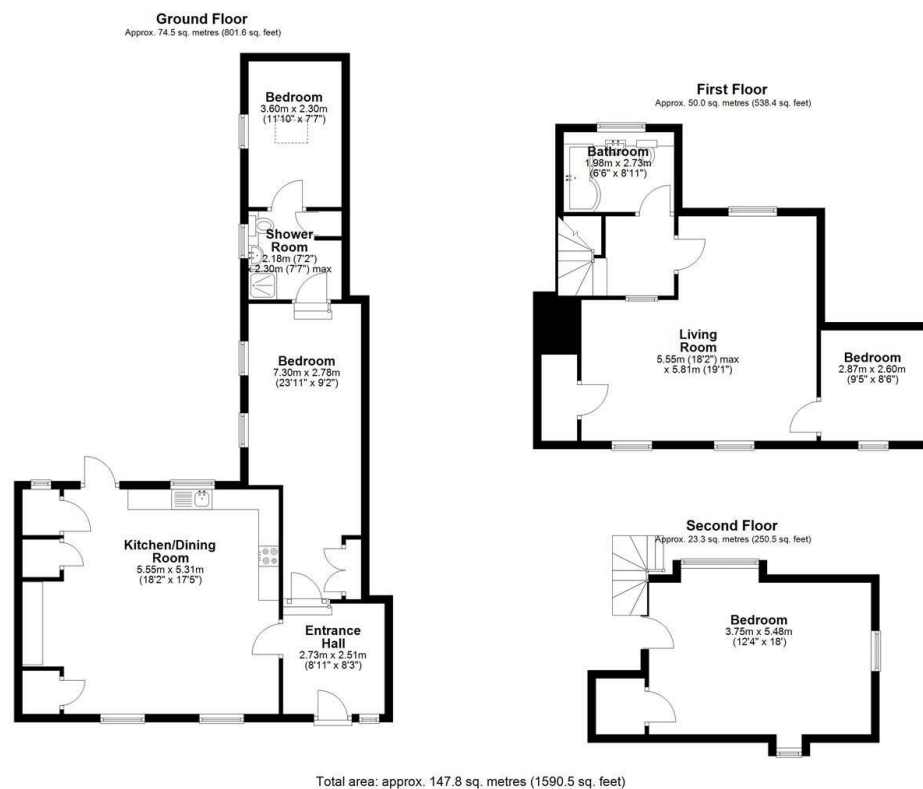 Ground Floor
Approx. 74.5 sq. metres (801.6 sq. feet)
Bedroom
3.60m x 2.30m
(11'10" x 7'7")
Shower
Room
2.18m (7'2")
x 2.30m (7'7") max
Bedroom
7.30m x 2.78m
(23'11" x 9'2")
Kitchen/Dining
Room
5.55m x 5.31m
(18'2" x 17'5")
Entrance
Hall
2.73m x 2.51m
(8'11" x 8'3")
First Floor
Approx. 50.0 sq. metres (538.4 sq. feet)
Bathroom
1.98m x 2.73m
(6'6" x 8'11")
Living
Room
5.55m (18'2") max
x 5.81m (19'1")
Bedroom
2.87m x 2.60m
(9'5" x 8'6")
Second Floor
Approx. 23.3 sq. metres (250.5 sq. feet)
Bedroom
3.75m x 5.48m
(12'4" x 18')
Total area: approx. 147.8 sq. metres (1590.5 sq. feet)